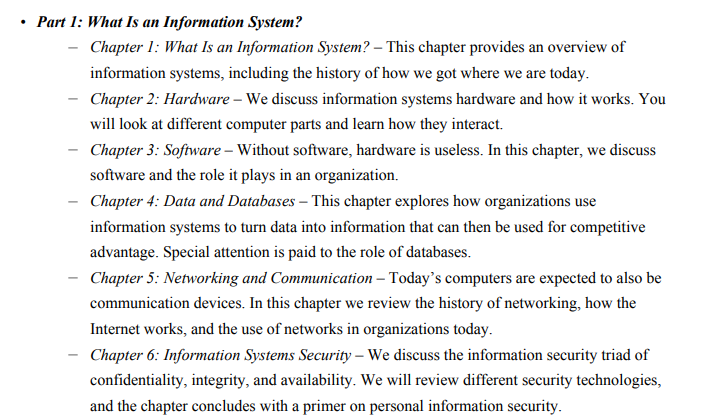 • Part 1: What Is an Information System?
– Chapter 1: What Is an Information System? – This chapter provides an overview of
information systems, including the history of how we got where we are today.
– Chapter 2: Hardware – We discuss information systems hardware and how it works. You
will look at different computer parts and learn how they interact.
– Chapter 3: Software – Without software, hardware is useless. In this chapter, we discuss
software and the role it plays in an organization.
– Chapter 4: Data and Databases – This chapter explores how organizations use
information systems to turn data into information that can then be used for competitive
advantage. Special attention is paid to the role of databases.
– Chapter 5: Networking and Communication – Today’s computers are expected to also be
communication devices. In this chapter we review the history of networking, how the
Internet works, and the use of networks in organizations today.
– Chapter 6: Information Systems Security – We discuss the information security triad of
confidentiality, integrity, and availability. We will review different security technologies,
and the chapter concludes with a primer on personal information security.